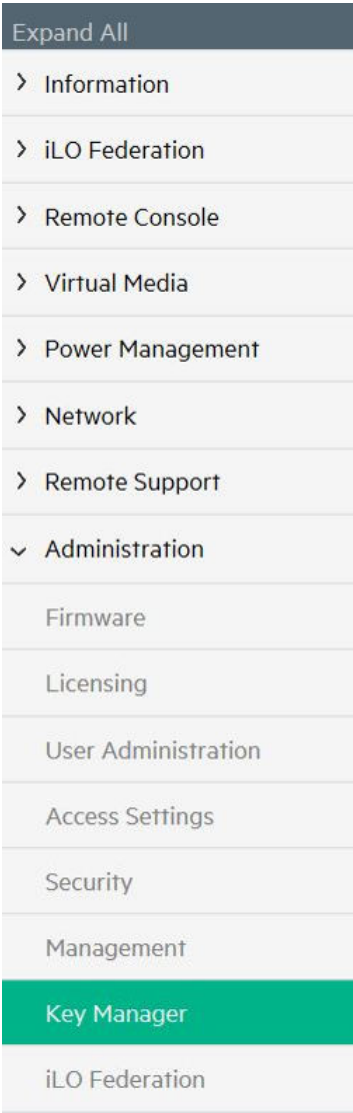 Expand All
Information
iLO Federation
Remote Console
Virtual Media
Power Management
Network
Remote Support
Administration
Firmware
Licensing
User Administration
Access Settings
Security
Management
Key Manager
iLO Federation